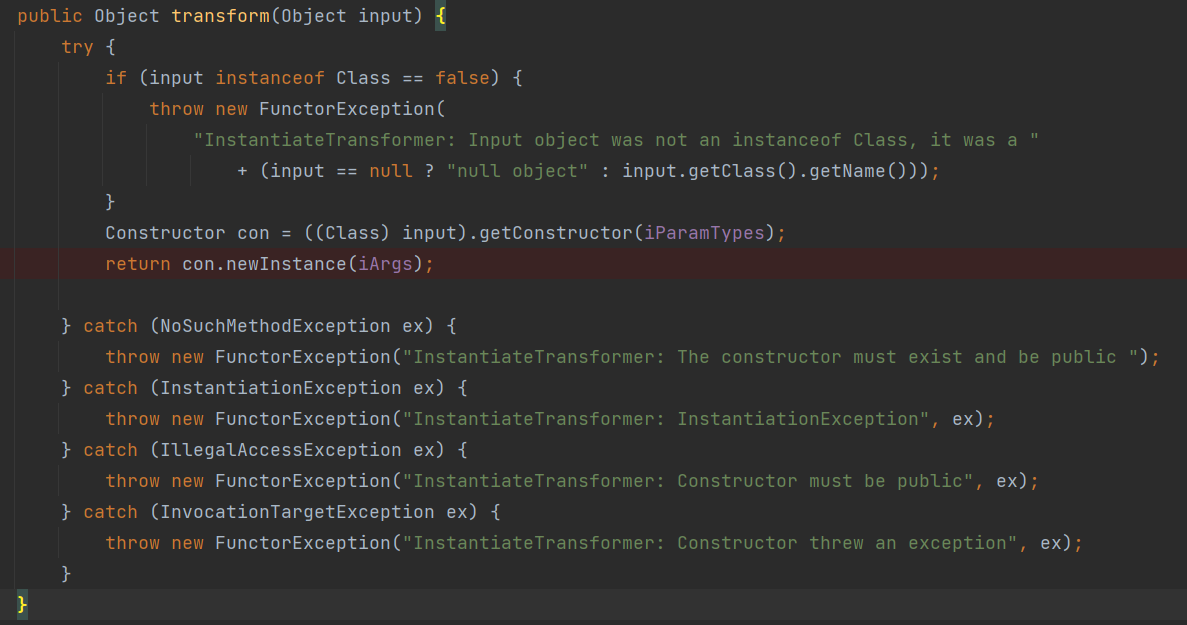 public Object transform(Object input) {
    try {
        if (input instanceof Class == false) {
            throw new FunctorException(
                "InstantiateTransformer: Input object was not an instanceof Class, it was a "
                    + (input == null ? "null object" : input.getClass().getName()));
        }
        Constructor con = ((Class) input).getConstructor(iParamTypes);
        return con.newInstance(iArgs);

    } catch (NoSuchMethodException ex) {
        throw new FunctorException("InstantiateTransformer: The constructor must exist and be public ");
    } catch (InstantiationException ex) {
        throw new FunctorException("InstantiateTransformer: InstantiationException", ex);
    } catch (IllegalAccessException ex) {
        throw new FunctorException("InstantiateTransformer: Constructor must be public", ex);
    } catch (InvocationTargetException ex) {
        throw new FunctorException("InstantiateTransformer: Constructor threw an exception", ex);
    }
}